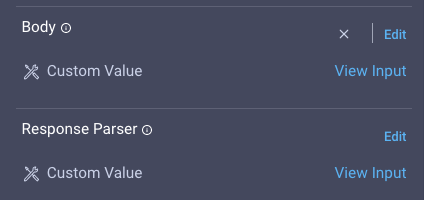 Body
Edit
Custom Value View Input
Response Parser
Edit
Custom Value View Input